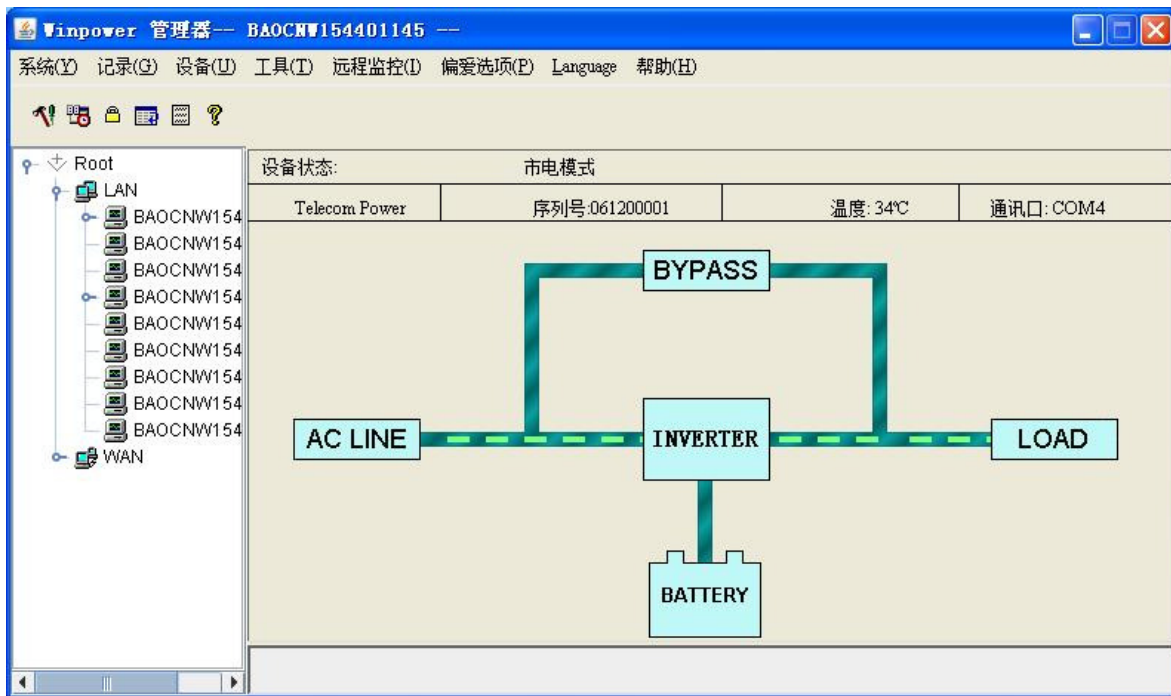 Winpower 管理器-- BAOCNW154401145 --
系统(Y) 记录(G) 设备(U) 工具(T) 远程监控(I) 偏爱选项(P) Language 帮助(H)
Root
LAN
BAOCNW154
BAOCNW154
BAOCNW154
BAOCNW154
BAOCNW154
BAOCNW154
BAOCNW154
BAOCNW154
BAOCNW154
WAN
设备状态: 市电模式
Telecom Power 序列号:061200001 温度: 34℃ 通讯口: COM4
BYPASS
AC LINE INVERTER LOAD
BATTERY